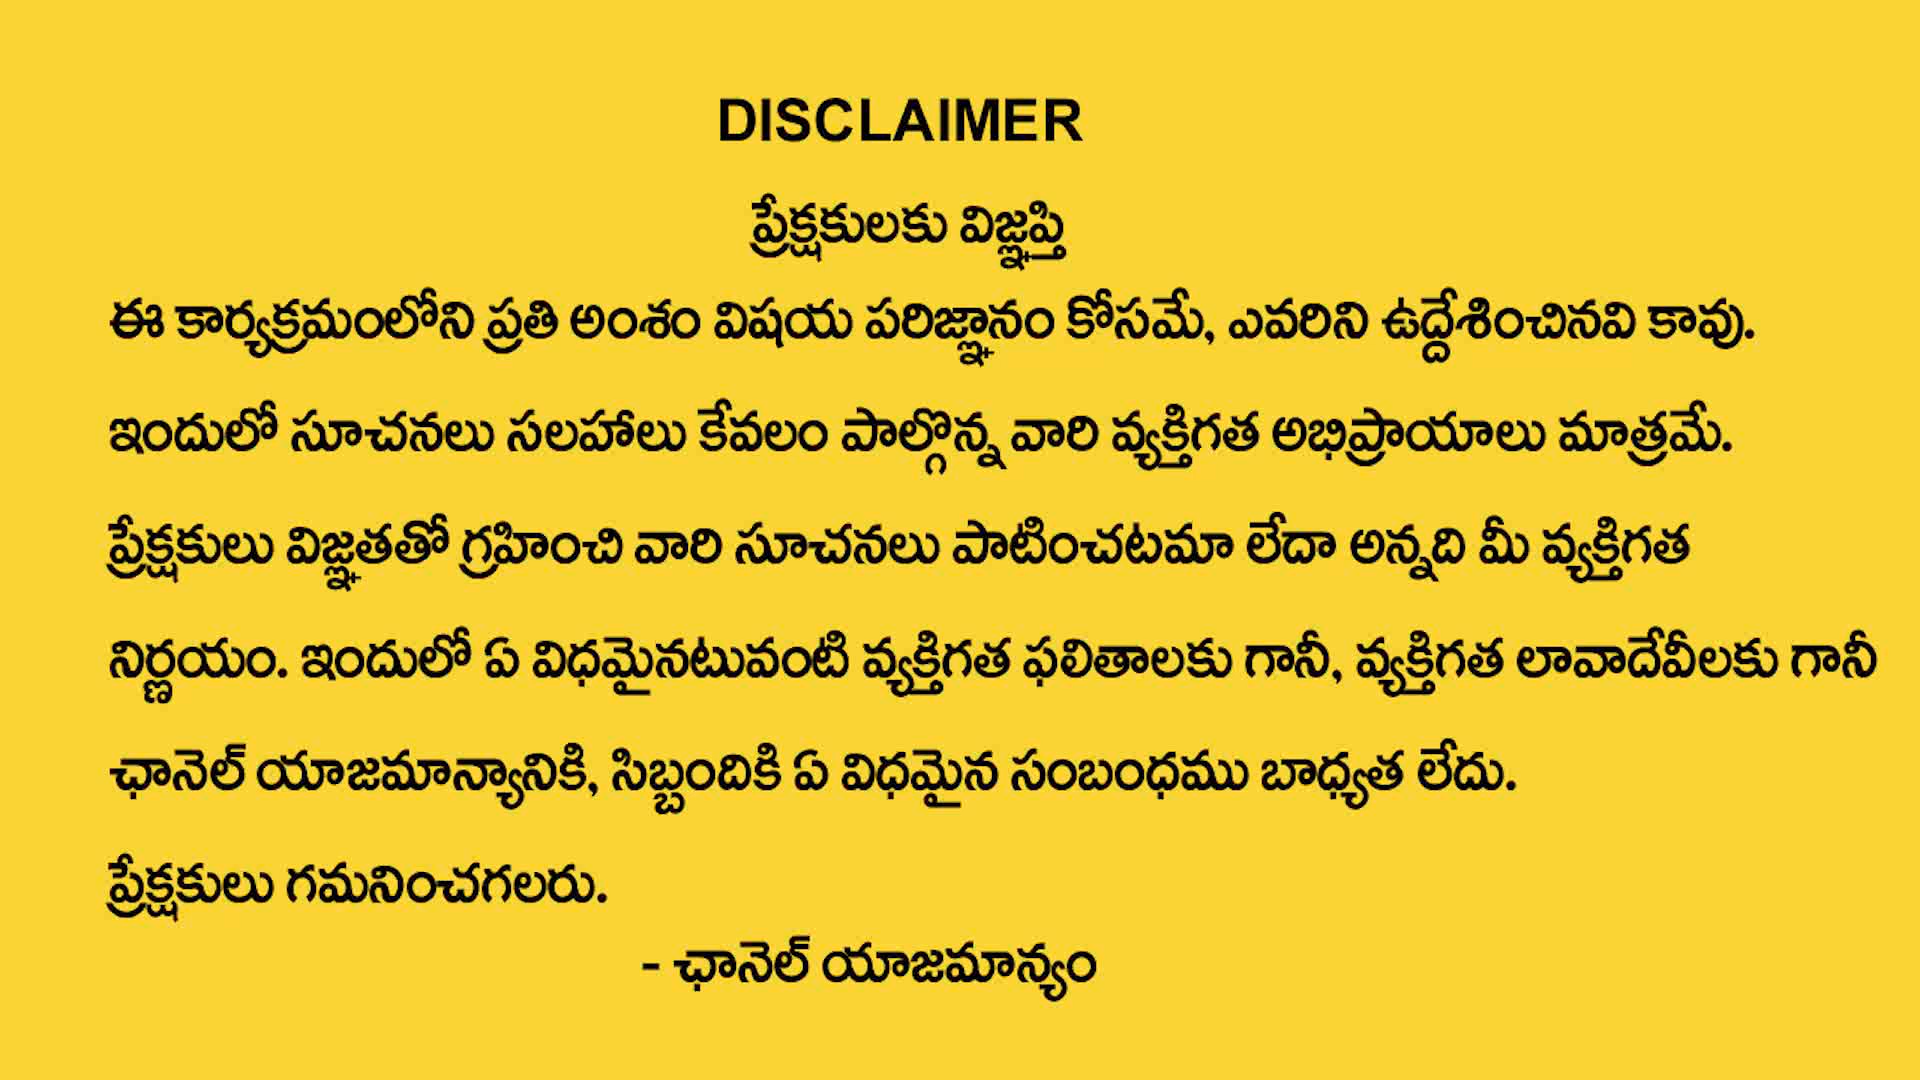 DISCLAIMER
ప్రేక్షకులకు విజ్ఞప్తి
ఈ కార్యక్రమంలోని ప్రతి అంశం విషయ పరిజ్ఞానం కోసమే, ఎవరిని ఉద్దేశించినవి కావు.
ఇందులో సూచనలు సలహాలు కేవలం పాల్గొన్న వారి వ్యక్తిగత అభిప్రాయాలు మాత్రమే.
ప్రేక్షకులు విజ్ఞతతో గ్రహించి వారి సూచనలు పాటించటమా లేదా అన్నది మీ వ్యక్తిగత
నిర్ణయం. ఇందులో ఏ విధమైనటువంటి వ్యక్తిగత ఫలితాలకు గానీ, వ్యక్తిగత లావాదేవీలకు గానీ
ఛానెల్ యాజమాన్యానికి, సిబ్బందికి ఏ విధమైన సంబంధము బాధ్యత లేదు.
ప్రేక్షకులు గమనించగలరు.
- ఛానెల్ యాజమాన్యం